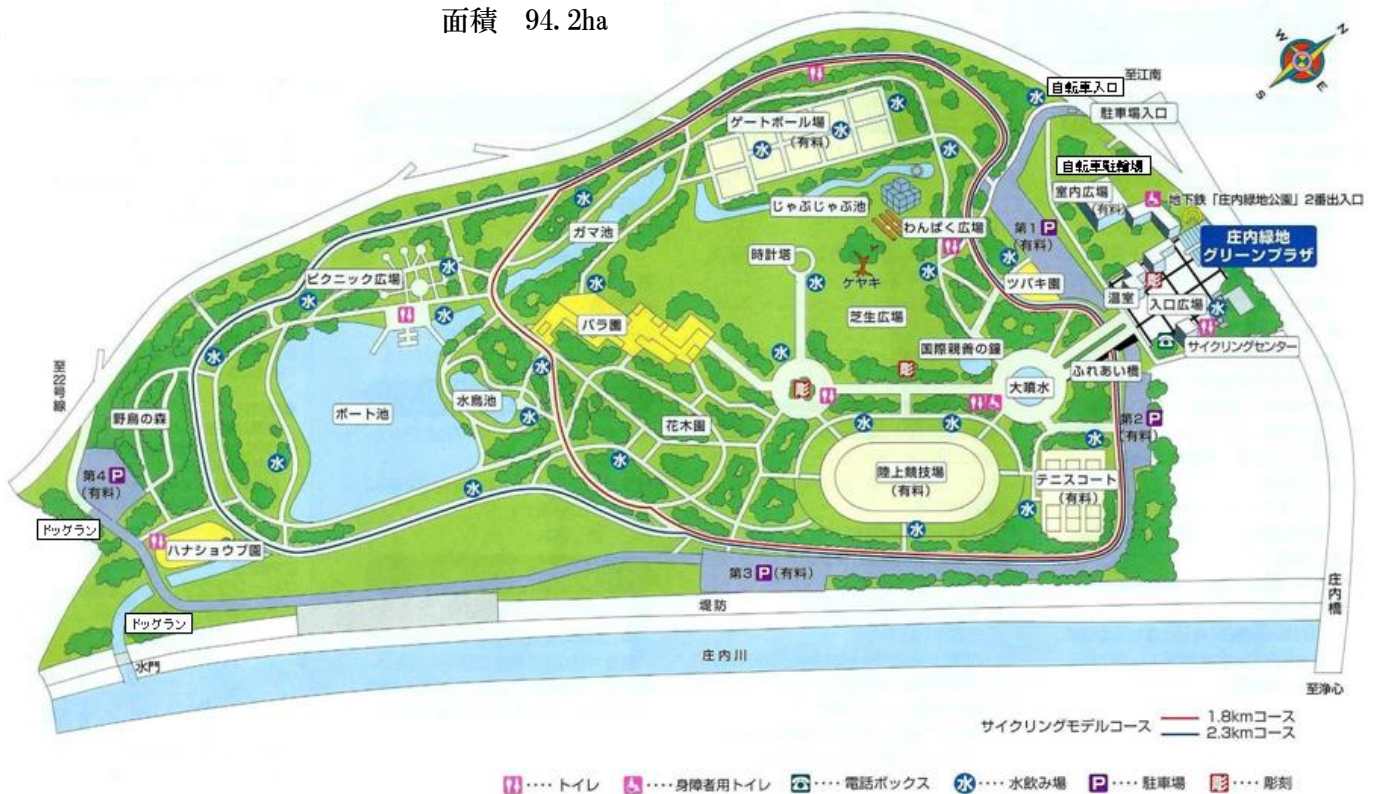 面積　94.2ha
W
N
S
E
至江南
自転車入口
駐車場入口
自転車駐輪場
室内広場
(有料)
地下鉄「庄内緑地公園」2番出入口
庄内緑地
グリーンプラザ
水
ゲートボール場
(有料)
じゃぶじゃぶ池
わんぱく広場
第1 P
(有料)
ガマ池
時計塔
ケヤキ
ツバキ園
温室
彫
入口広場
ピクニック広場
バラ園
芝生広場
国際親善の鐘
サイクリングセンター
ふれあい橋
至22号線
野鳥の森
ボート池
水鳥池
花木園
彫
彫
大噴水
第2 P
(有料)
第4 P
(有料)
陸上競技場
(有料)
テニスコート
(有料)
ドッグラン
ハナショウブ園
第3 P (有料)
堤防
庄内橋
ドッグラン
水門
庄内川
至浄心
サイクリングモデルコース
1.8kmコース
2.3kmコース
‥‥トイレ
‥‥身障者用トイレ
‥‥電話ボックス
水‥‥水飲み場
P‥‥駐車場
彫‥‥彫刻